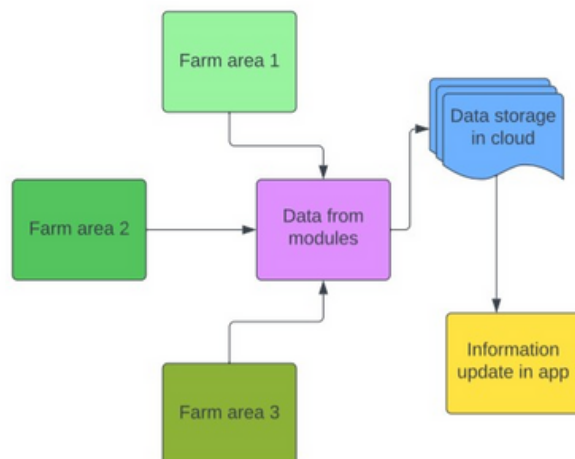 Farm area 1
Data storage
in cloud
Farm area 2
Data from
modules
Information
update in app
Farm area 3